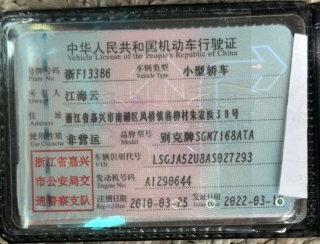 中华人民共和国机动车行驶证
Vehicle License of the People's Republic of China
号牌号码 浙F133B6 车辆类型 小型轿车
Plate No. Vehicle Type
所有人 江海云
Owner
住址 浙江省嘉兴市南湖区凤桥镇茜柳村朱家浜38号
Address
使用性质 非营运 品牌型号 别克牌SGM7168ATA
Use Character Model
浙江省嘉兴 车辆识别代号 LSGJA52U8AS027293
VIN
市公安局交 发动机号码 A1290644
Engine No.
通警察支队 注册日期 2010-03-25 发证日期 2022-03-16
Register Date Issue Date